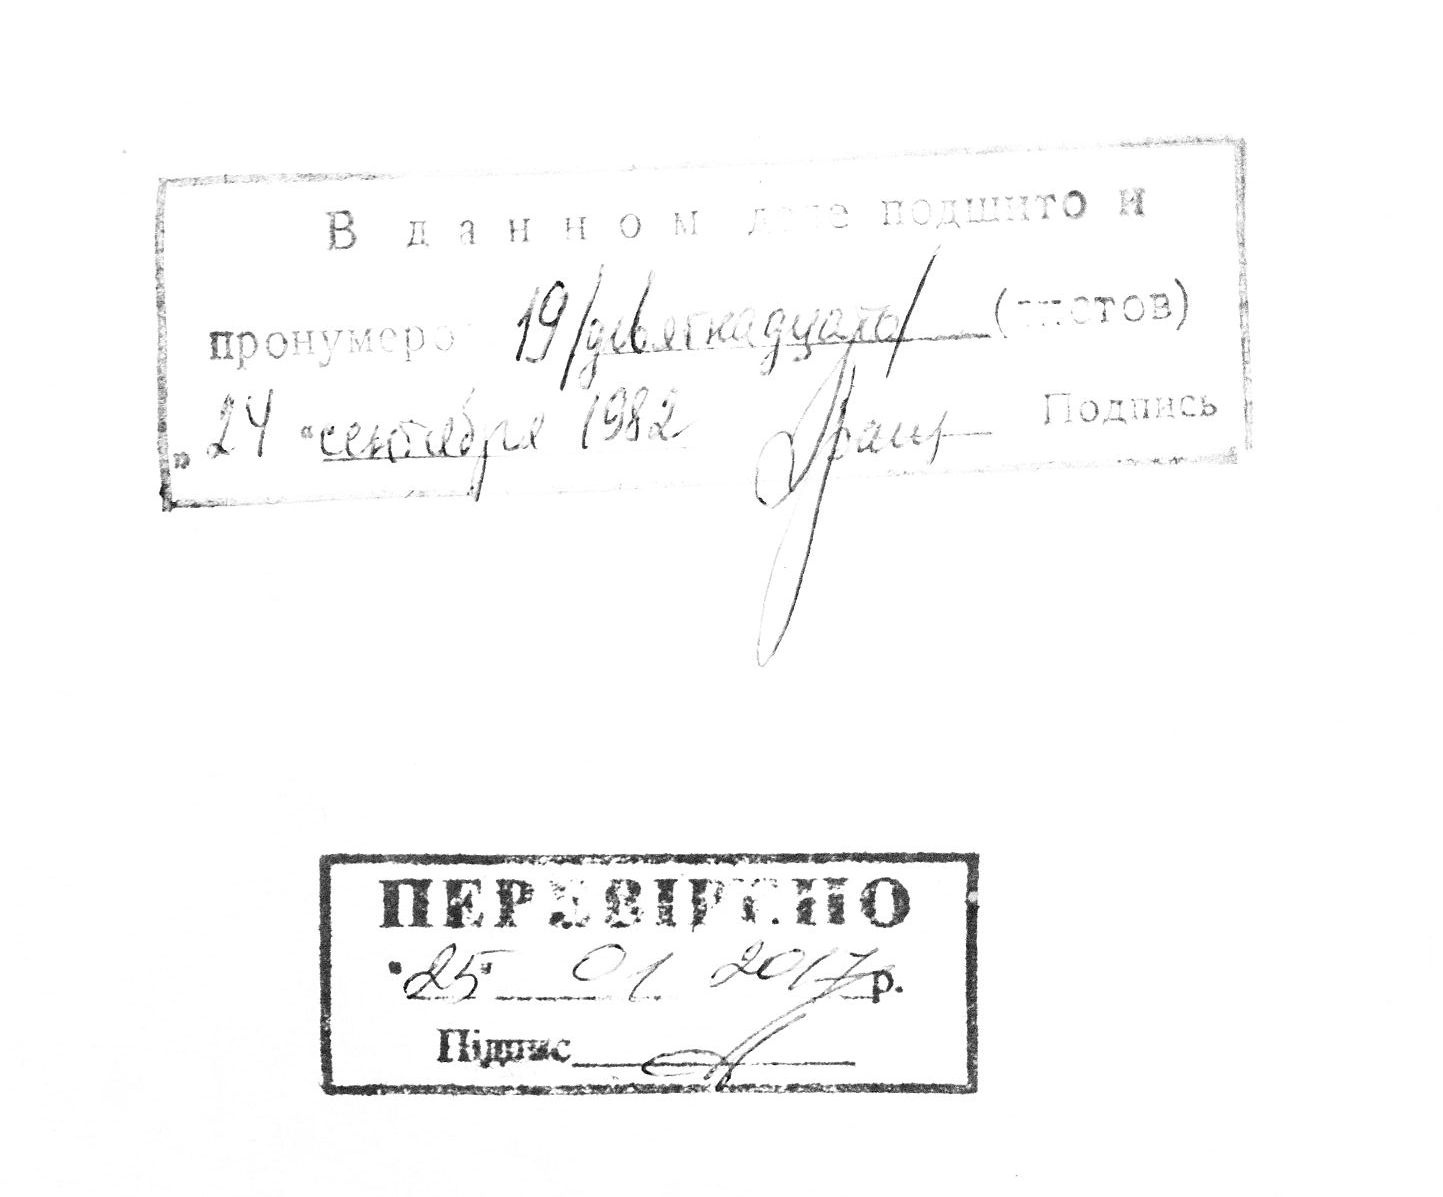 В данном деле подшито и
пронумеро 19/девятнадцать/ (листов)
„24“ сентября 1982 Подпись
ПЕРЕВІРЕНО
"25" 01 2017 р.
Підпис